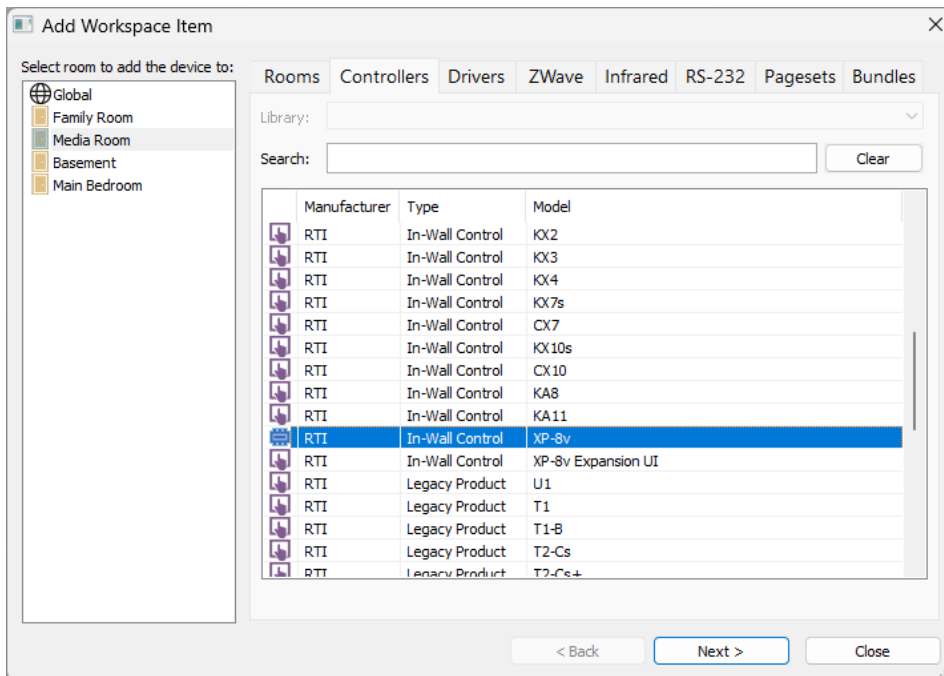 Add Workspace Item
Select room to add the device to:
Global
Family Room
Media Room
Basement
Main Bedroom
Rooms Controllers Drivers ZWave Infrared RS-232 Pagesets Bundles
Library:
Search: Clear
Manufacturer Type Model
RTI In-Wall Control KX2
RTI In-Wall Control KX3
RTI In-Wall Control KX4
RTI In-Wall Control KX7s
RTI In-Wall Control CX7
RTI In-Wall Control KX10s
RTI In-Wall Control CX10
RTI In-Wall Control KA8
RTI In-Wall Control KA11
RTI In-Wall Control XP-8v
RTI In-Wall Control XP-8v Expansion UI
RTI Legacy Product U1
RTI Legacy Product T1
RTI Legacy Product T1-B
RTI Legacy Product T2-Cs
RTI Legacy Product T2-Cs+
< Back Next > Close